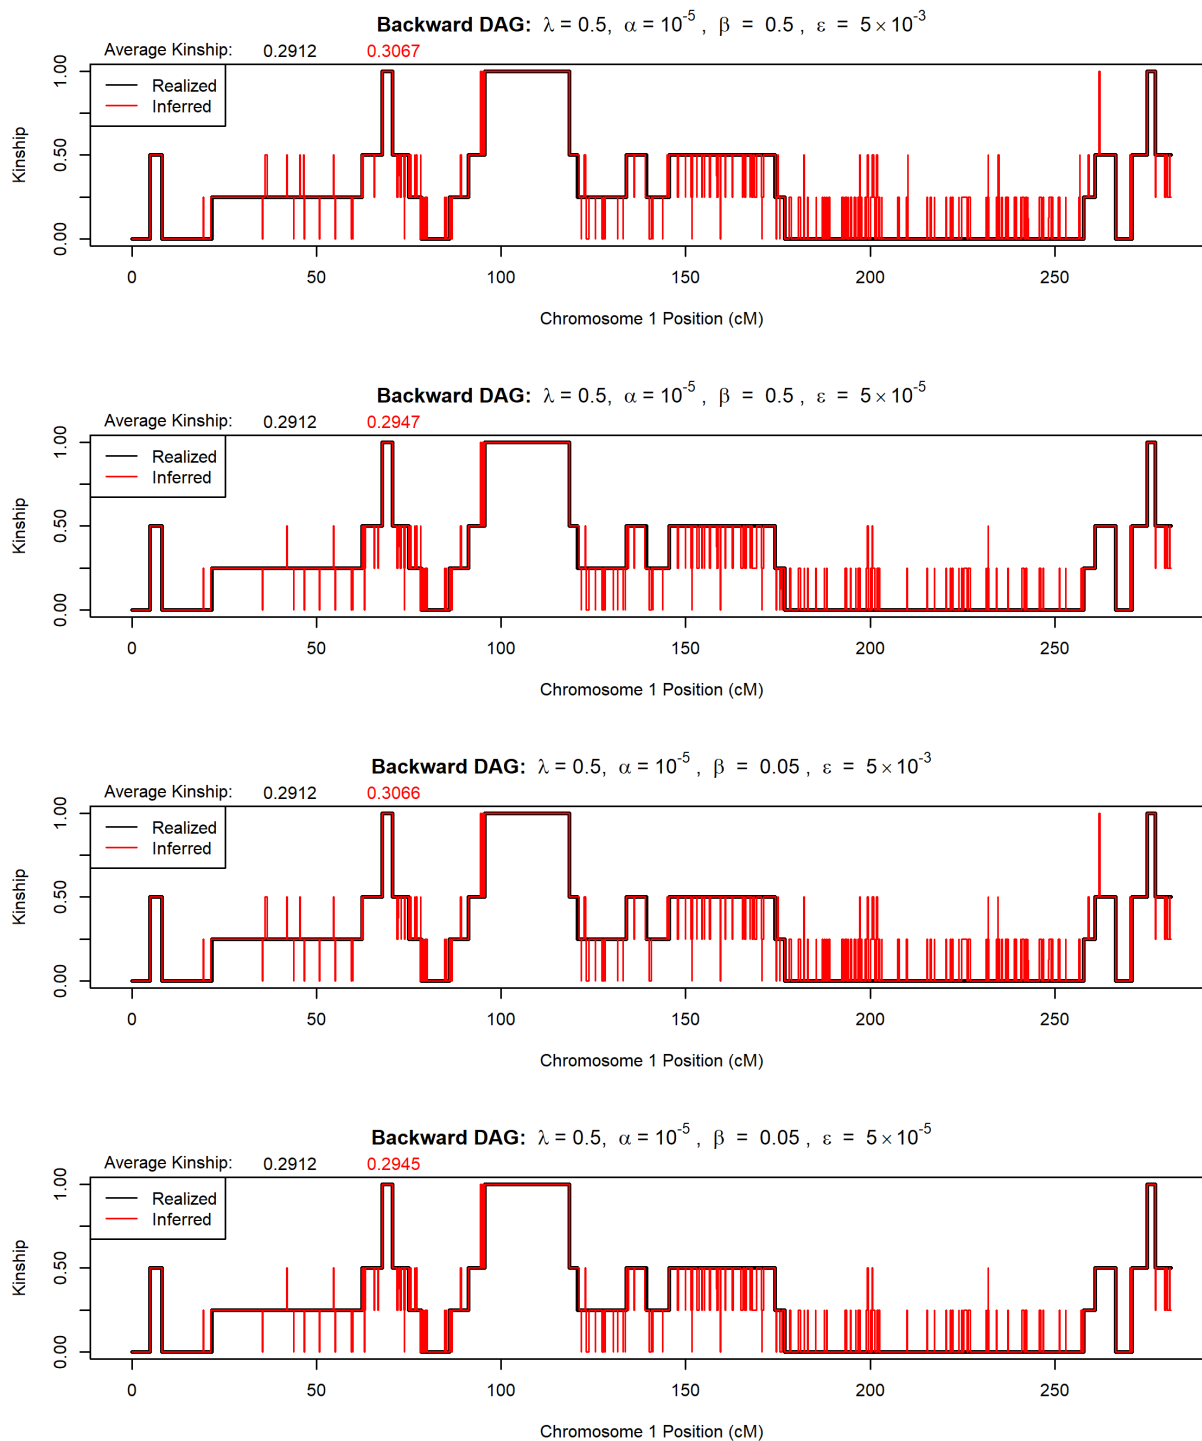 Backward DAG: λ = 0.5, α = 10⁻⁵ , β = 0.5 , ε = 5 × 10⁻³
Average Kinship: 0.2912 0.3067
Realized
Inferred
Kinship
1.00
0.50
0.00
0 50 100 150 200 250
Chromosome 1 Position (cM)
Backward DAG: λ = 0.5, α = 10⁻⁵ , β = 0.5 , ε = 5 × 10⁻⁵
Average Kinship: 0.2912 0.2947
Realized
Inferred
Kinship
1.00
0.50
0.00
0 50 100 150 200 250
Chromosome 1 Position (cM)
Backward DAG: λ = 0.5, α = 10⁻⁵ , β = 0.05 , ε = 5 × 10⁻³
Average Kinship: 0.2912 0.3066
Realized
Inferred
Kinship
1.00
0.50
0.00
0 50 100 150 200 250
Chromosome 1 Position (cM)
Backward DAG: λ = 0.5, α = 10⁻⁵ , β = 0.05 , ε = 5 × 10⁻⁵
Average Kinship: 0.2912 0.2945
Realized
Inferred
Kinship
1.00
0.50
0.00
0 50 100 150 200 250
Chromosome 1 Position (cM)